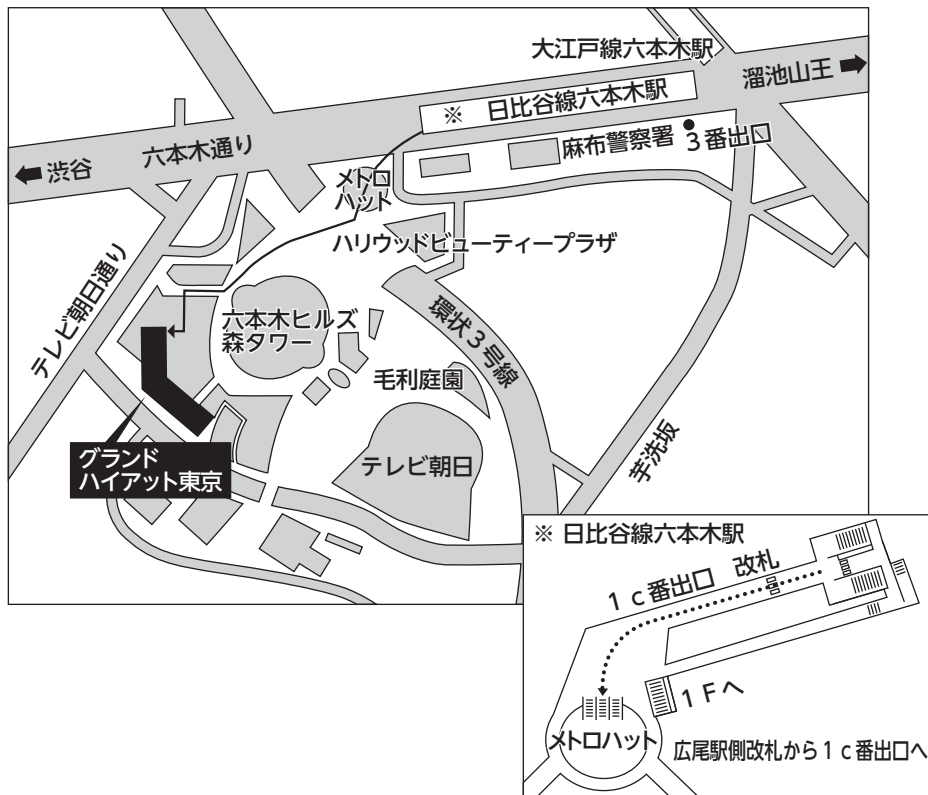 大江戸線六本木駅
溜池山王
※ 日比谷線六本木駅
六本木通り
渋谷
麻布警察署
3番出口
メトロ
ハット
ハリウッドビューティープラザ
テレビ朝日通り
六本木ヒルズ
森タワー
環状3号線
毛利庭園
テレビ朝日
芋洗坂
グランド
ハイアット東京
※ 日比谷線六本木駅
1c番出口 改札
1Fへ
メトロハット
広尾駅側改札から1c番出口へ